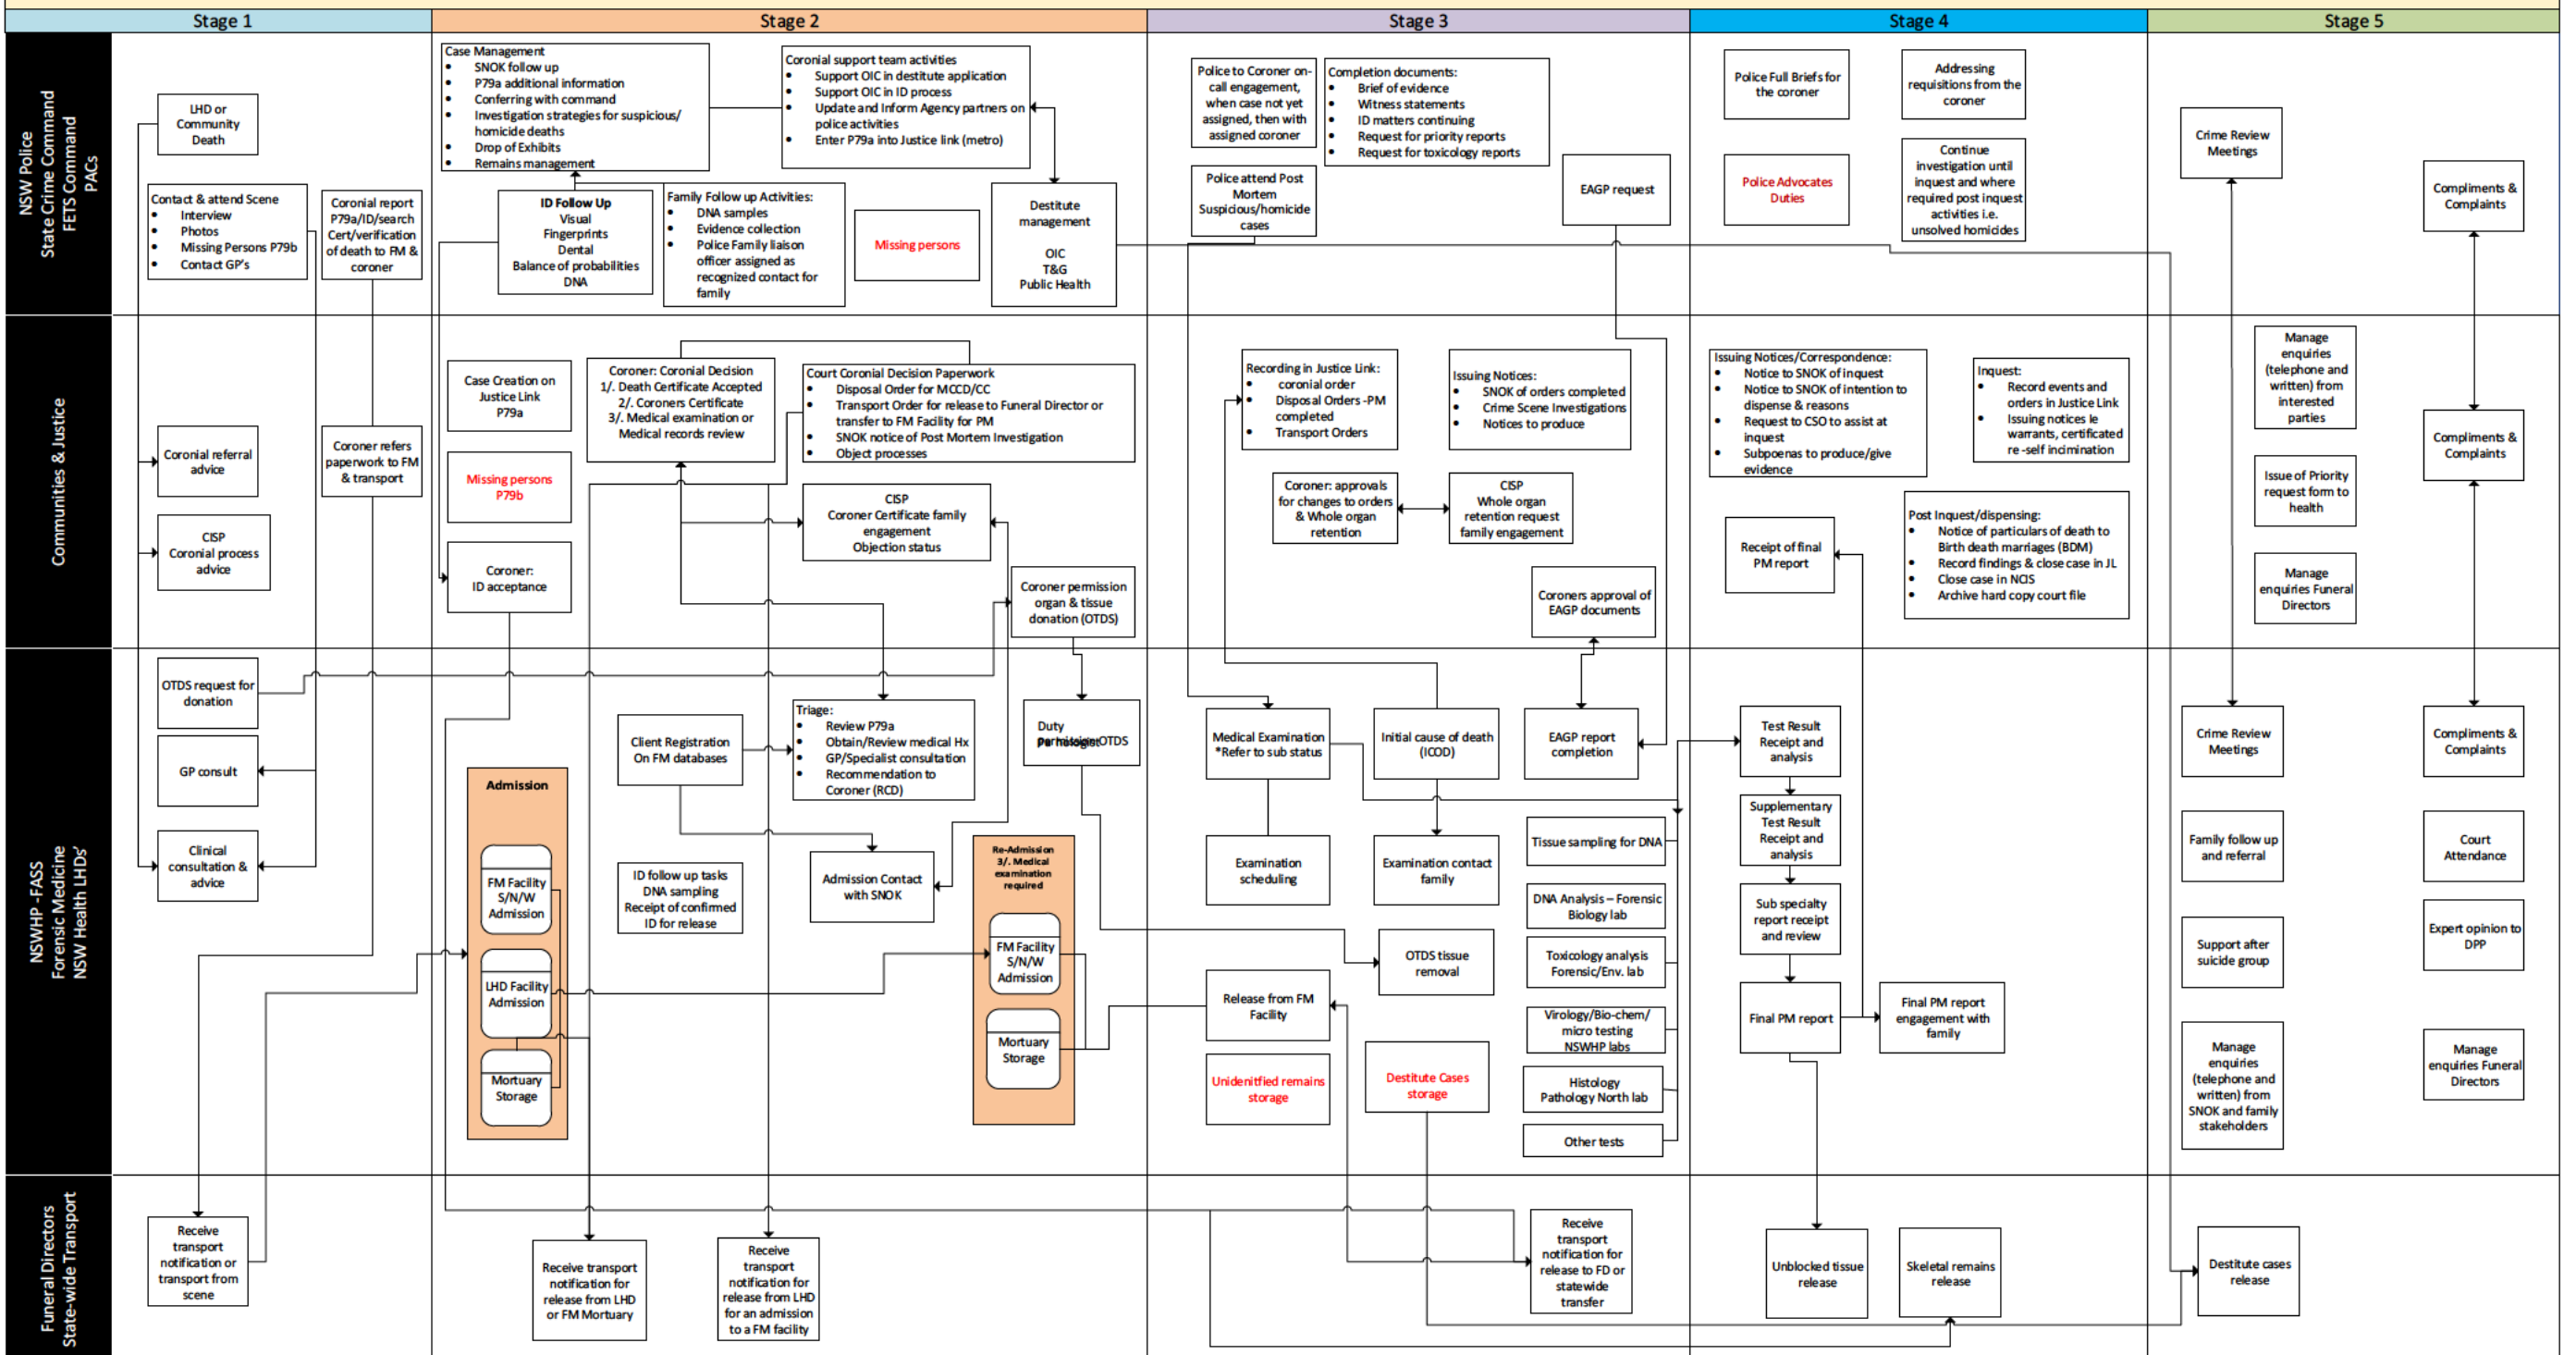 Stage 1
Stage 2
Stage 3
Stage 4
Stage 5
NSW Police
State Crime Command
FETS Command
PACs
LHD or
Community
Death
Contact & attend Scene
• Interview
• Photos
• Missing Persons P79b
• Contact GP's
Coronial report
P79a/ID/search
Cert/verification
of death to FM &
coroner
Case Management
• SNOK follow up
• P79a additional information
• Conferring with command
• Investigation strategies for suspicious/
homicide deaths
• Drop of Exhibits
• Remains management
Coronial support team activities
• Support OIC in destitute application
• Support OIC in ID process
• Update and Inform Agency partners on
police activities
• Enter P79a into Justice link (metro)
ID Follow Up
Visual
Fingerprints
Dental
Balance of probabilities
DNA
Family Follow up Activities:
• DNA samples
• Evidence collection
• Police Family liaison
officer assigned as
recognized contact for
family
Missing persons
Destitute
management
OIC
T&G
Public Health
Police to Coroner on-
call engagement,
when case not yet
assigned, then with
assigned coroner
Completion documents:
• Brief of evidence
• Witness statements
• ID matters continuing
• Request for priority reports
• Request for toxicology reports
Police attend Post
Mortem
Suspicious/homicide
cases
EAGP request
Police Full Briefs for
the coroner
Addressing
requisitions from the
coroner
Police Advocates
Duties
Continue
investigation until
inquest and where
required post inquest
activities i.e.
unsolved homicides
Crime Review
Meetings
Compliments &
Complaints
Communities & Justice
Coronial referral
advice
CISP
Coronial process
advice
Coroner refers
paperwork to FM
& transport
Case Creation on
Justice Link
P79a
Missing persons
P79b
Coroner:
ID acceptance
Coroner: Coronial Decision
1/. Death Certificate Accepted
2/. Coroners Certificate
3/. Medical examination or
Medical records review
Court Coronial Decision Paperwork
• Disposal Order for MCCD/CC
• Transport Order for release to Funeral Director or
transfer to FM Facility for PM
• SNOK notice of Post Mortem Investigation
• Object processes
CISP
Coroner Certificate family
engagement
Objection status
Coroner permission
organ & tissue
donation (OTDS)
Recording in Justice Link:
• coronial order
• Disposal Orders -PM
completed
• Transport Orders
Issuing Notices:
• SNOK of orders completed
• Crime Scene Investigations
• Notices to produce
Coroner: approvals
for changes to orders
& Whole organ
retention
CISP
Whole organ
retention request
family engagement
Coroners approval of
EAGP documents
Issuing Notices/Correspondence:
• Notice to SNOK of inquest
• Notice to SNOK of intention to
dispense & reasons
• Request to CSO to assist at
inquest
• Subpoenas to produce/give
evidence
Inquest:
• Record events and
orders in Justice Link
• Issuing notices ie
warrants, certificated
re -self incimination
Receipt of final
PM report
Post Inquest/dispensing:
• Notice of particulars of death to
Birth death marriages (BDM)
• Record findings & close case in JL
• Close case in NCIS
• Archive hard copy court file
Manage
enquiries
(telephone and
written) from
interested
parties
Issue of Priority
request form to
health
Manage
enquiries Funeral
Directors
Compliments &
Complaints
NSWHP -FASS
Forensic Medicine
NSW Health LHDs'
OTDS request for
donation
GP consult
Clinical
consultation &
advice
Admission
FM Facility
S/N/W
Admission
LHD Facility
Admission
Mortuary
Storage
Client Registration
On FM databases
ID follow up tasks
DNA sampling
Receipt of confirmed
ID for release
Triage:
• Review P79a
• Obtain/Review medical Hx
• GP/Specialist consultation
• Recommendation to
Coroner (RCD)
Admission Contact
with SNOK
Re-Admission
3/. Medical
examination
required
FM Facility
S/N/W
Admission
Mortuary
Storage
Duty
OTDS
Medical Examination
*Refer to sub status
Initial cause of death
(ICOD)
EAGP report
completion
Examination
scheduling
Examination contact
family
OTDS tissue
removal
Release from FM
Facility
Unidenitfied remains
storage
Destitute Cases
storage
Tissue sampling for DNA
DNA Analysis – Forensic
Biology lab
Toxicology analysis
Forensic/Env. lab
Virology/Bio-chem/
micro testing
NSWHP labs
Histology
Pathology North lab
Other tests
Test Result
Receipt and
analysis
Supplementary
Test Result
Receipt and
analysis
Sub specialty
report receipt
and review
Final PM report
Final PM report
engagement with
family
Crime Review
Meetings
Family follow up
and referral
Support after
suicide group
Manage
enquiries
(telephone and
written) from
SNOK and family
stakeholders
Compliments &
Complaints
Court
Attendance
Expert opinion to
DPP
Manage
enquiries Funeral
Directors
Funeral Directors
State-wide Transport
Receive
transport
notification or
transport from
scene
Receive transport
notification for
release from LHD
or FM Mortuary
Receive
transport
notification for
release from LHD
for an admission
to a FM facility
Receive
transport
notification for
release to FD or
statewide
transfer
Unblocked tissue
release
Skeletal remains
release
Destitute cases
release